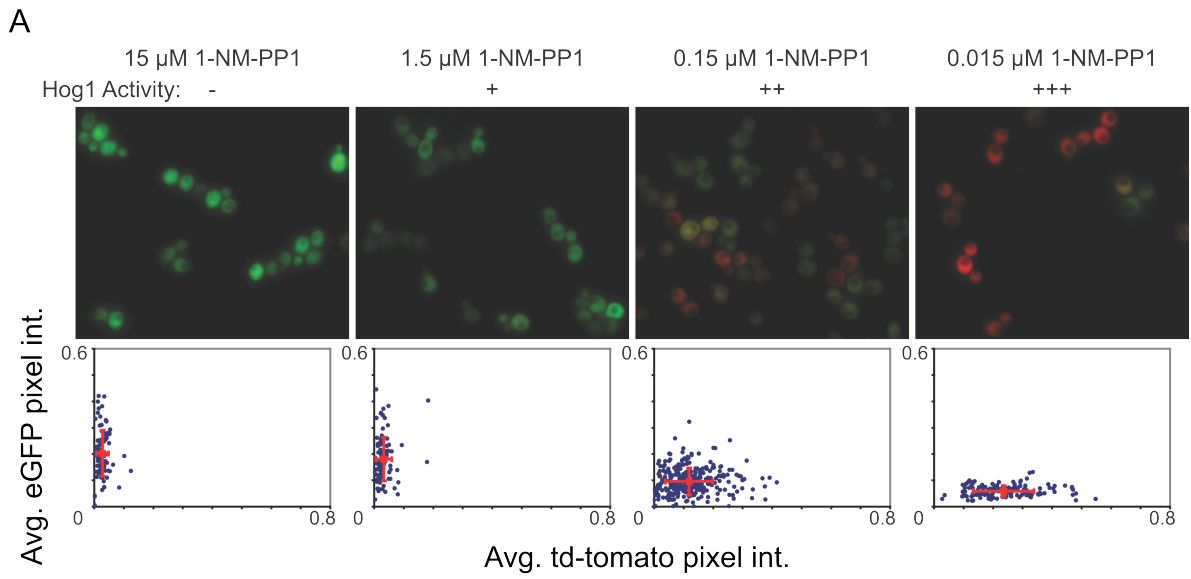 A
15 µM 1-NM-PP1 1.5 µM 1-NM-PP1 0.15 µM 1-NM-PP1 0.015 µM 1-NM-PP1
Hog1 Activity: - + ++ +++
Avg. eGFP pixel int.
0.6 0.6 0.6 0.6
0 0.8 0 0.8 0 0.8 0 0.8
Avg. td-tomato pixel int.